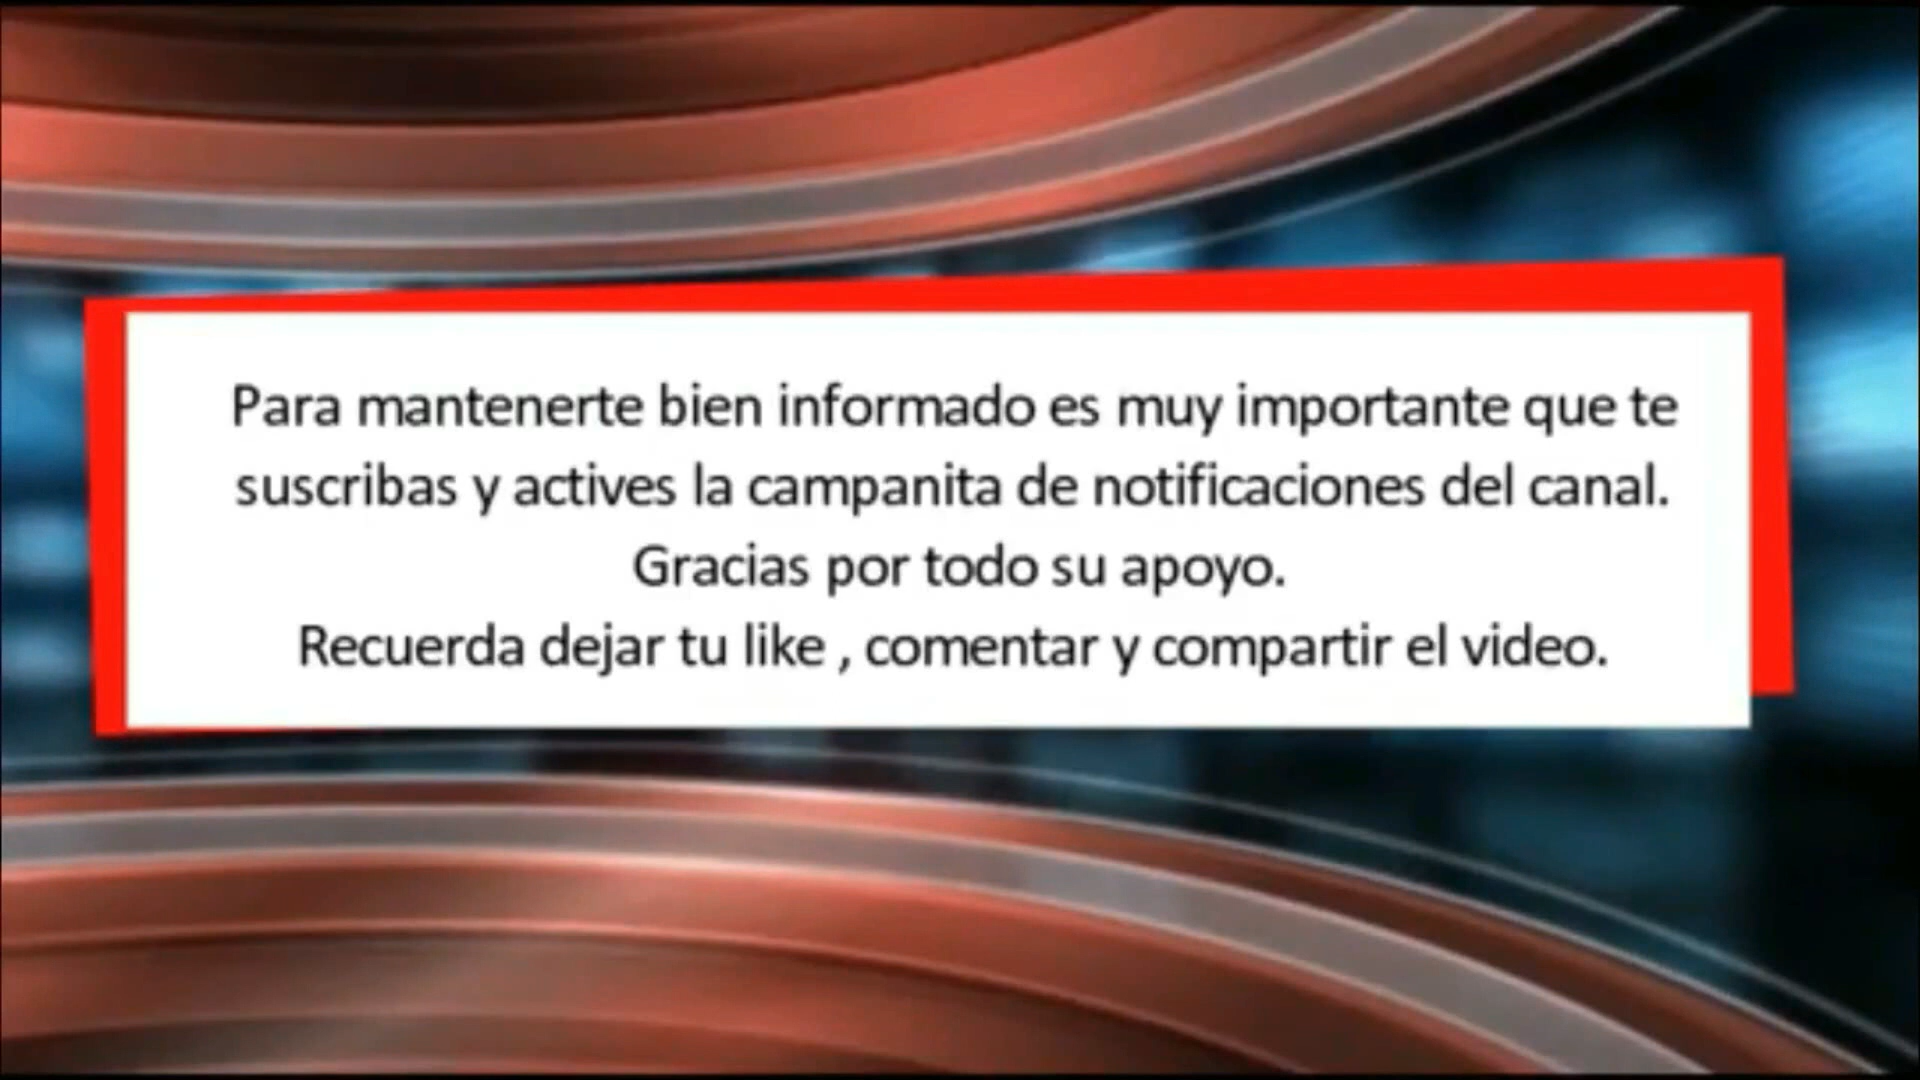 Para mantenerte bien informado es muy importante que te
suscribas y actives la campanita de notificaciones del canal.
Gracias por todo su apoyo.
Recuerda dejar tu like , comentar y compartir el video.